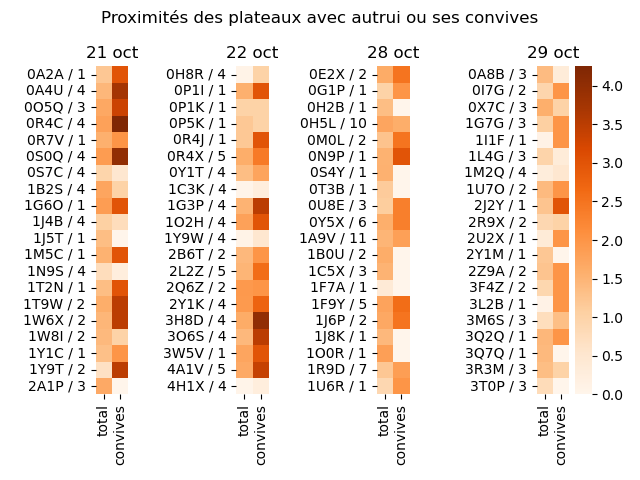 Proximités des plateaux avec autrui ou ses convives
21 oct
0A2A / 1
0A4U / 4
0O5Q / 3
0R4C / 4
0R7V / 1
0S0Q / 4
0S7C / 4
1B2S / 4
1G6O / 1
1J4B / 4
1J5T / 1
1M5C / 1
1N9S / 4
1T2N / 1
1T9W / 2
1W6X / 2
1W8I / 2
1Y1C / 1
1Y9T / 2
2A1P / 3
total
convives
22 oct
0H8R / 4
0P1I / 1
0P1K / 1
0P5K / 1
0R4J / 1
0R4X / 5
0Y1T / 4
1C3K / 4
1G3P / 4
1O2H / 4
1Y9W / 4
2B6T / 2
2L2Z / 5
2Q6Z / 2
2Y1K / 4
3H8D / 4
3O6S / 4
3W5V / 1
4A1V / 5
4H1X / 4
total
convives
28 oct
0E2X / 2
0G1P / 1
0H2B / 1
0H5L / 10
0M0L / 2
0N9P / 1
0S4Y / 1
0T3B / 1
0U8E / 3
0Y5X / 6
1A9V / 11
1B0U / 2
1C5X / 3
1F7A / 1
1F9Y / 5
1J6P / 2
1J8K / 1
1O0R / 1
1R9D / 7
1U6R / 1
total
convives
29 oct
0A8B / 3
0I7G / 2
0X7C / 3
1G7G / 3
1I1F / 1
1L4G / 3
1M2Q / 4
1U7O / 2
2J2Y / 1
2R9X / 2
2U2X / 1
2Y1M / 1
2Z9A / 2
3F4Z / 2
3L2B / 1
3M6S / 3
3Q2Q / 1
3Q7Q / 1
3R3M / 3
3T0P / 3
total
convives
4.0
3.5
3.0
2.5
2.0
1.5
1.0
0.5
0.0